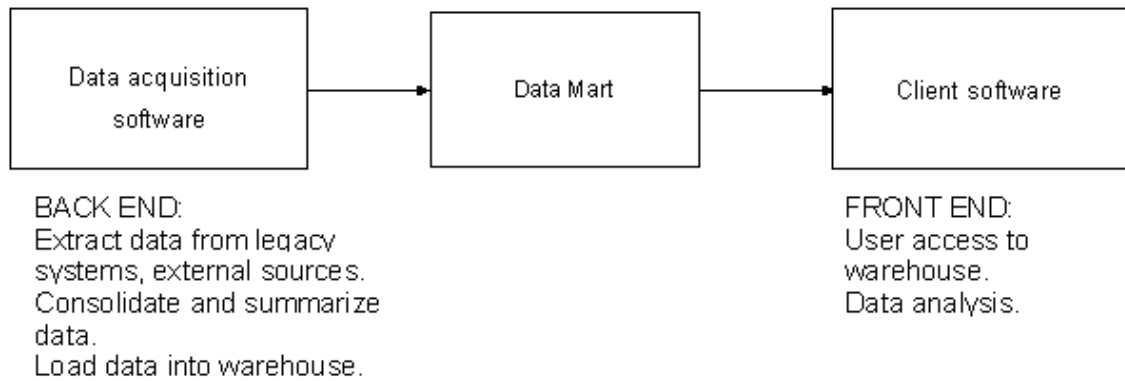 Data acquisition
software
Data Mart
Client software
BACK END:
Extract data from legacy
systems, external sources.
Consolidate and summarize
data.
Load data into warehouse.
FRONT END:
User access to
warehouse.
Data analysis.